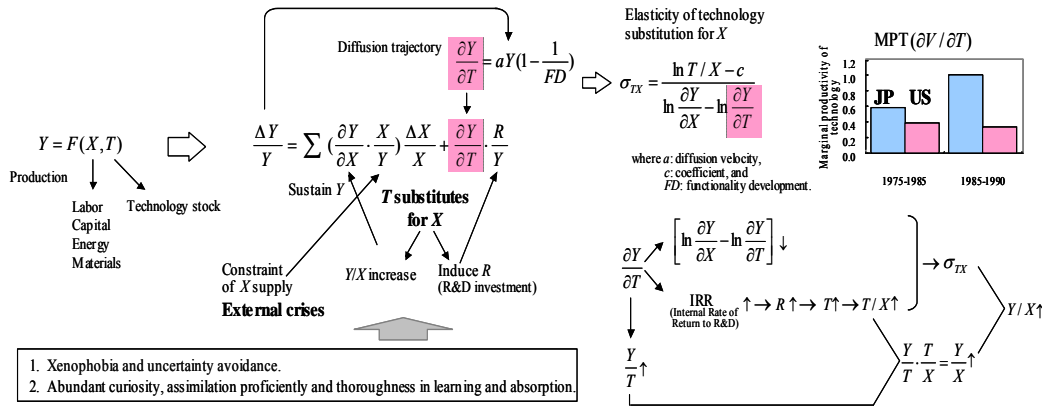 Y = F(X,T)
Production
Labor
Capital
Energy
Materials
Technology stock
Diffusion trajectory
∂Y/∂T = aY(1 − 1/FD)
ΔY/Y = ∑ (∂Y/∂X · X/Y) ΔX/X + ∂Y/∂T · R/Y
Sustain Y
T substitutes
for X
Constraint
of X supply
External crises
Y/X increase
Induce R
(R&D investment)
1. Xenophobia and uncertainty avoidance.
2. Abundant curiosity, assimilation proficiently and thoroughness in learning and absorption.
Elasticity of technology
substitution for X
σTX = (ln T / X − c) / (ln ∂Y/∂X − ln ∂Y/∂T)
where a: diffusion velocity,
c: coefficient, and
FD: functionality development.
MPT (∂V / ∂T)
Marginal productivity of
technology
1.2
1.0
0.8
0.6
0.4
0.2
0.0
JP US
1975-1985 1985-1990
∂Y/∂T
[ln ∂Y/∂X − ln ∂Y/∂T] ↓
IRR ↑ → R ↑ → T↑ → T / X↑
(Internal Rate of
Return to R&D)
→ σTX
Y / X↑
Y/T ↑
Y/T · T/X = Y/X ↑